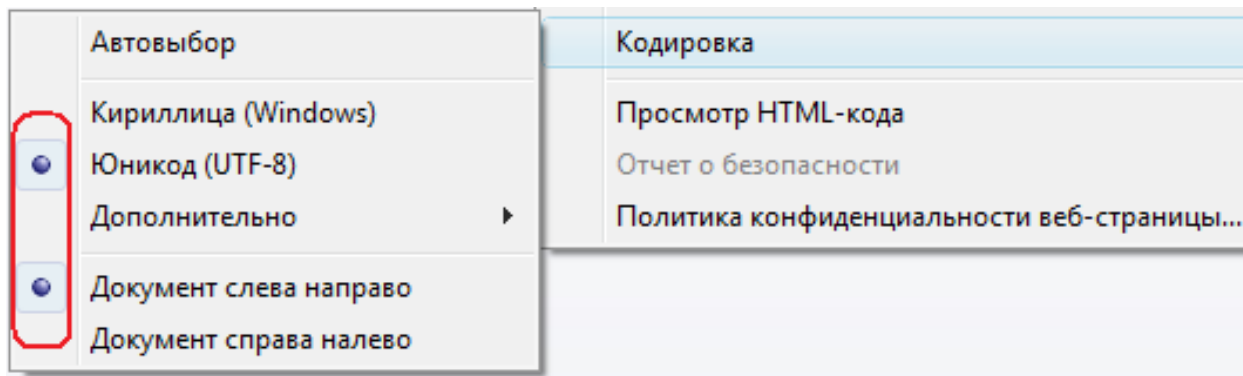 Автовыбор
Кириллица (Windows)
Юникод (UTF-8)
Дополнительно
Документ слева направо
Документ справа налево
Кодировка
Просмотр HTML-кода
Отчет о безопасности
Политика конфиденциальности веб-страницы...